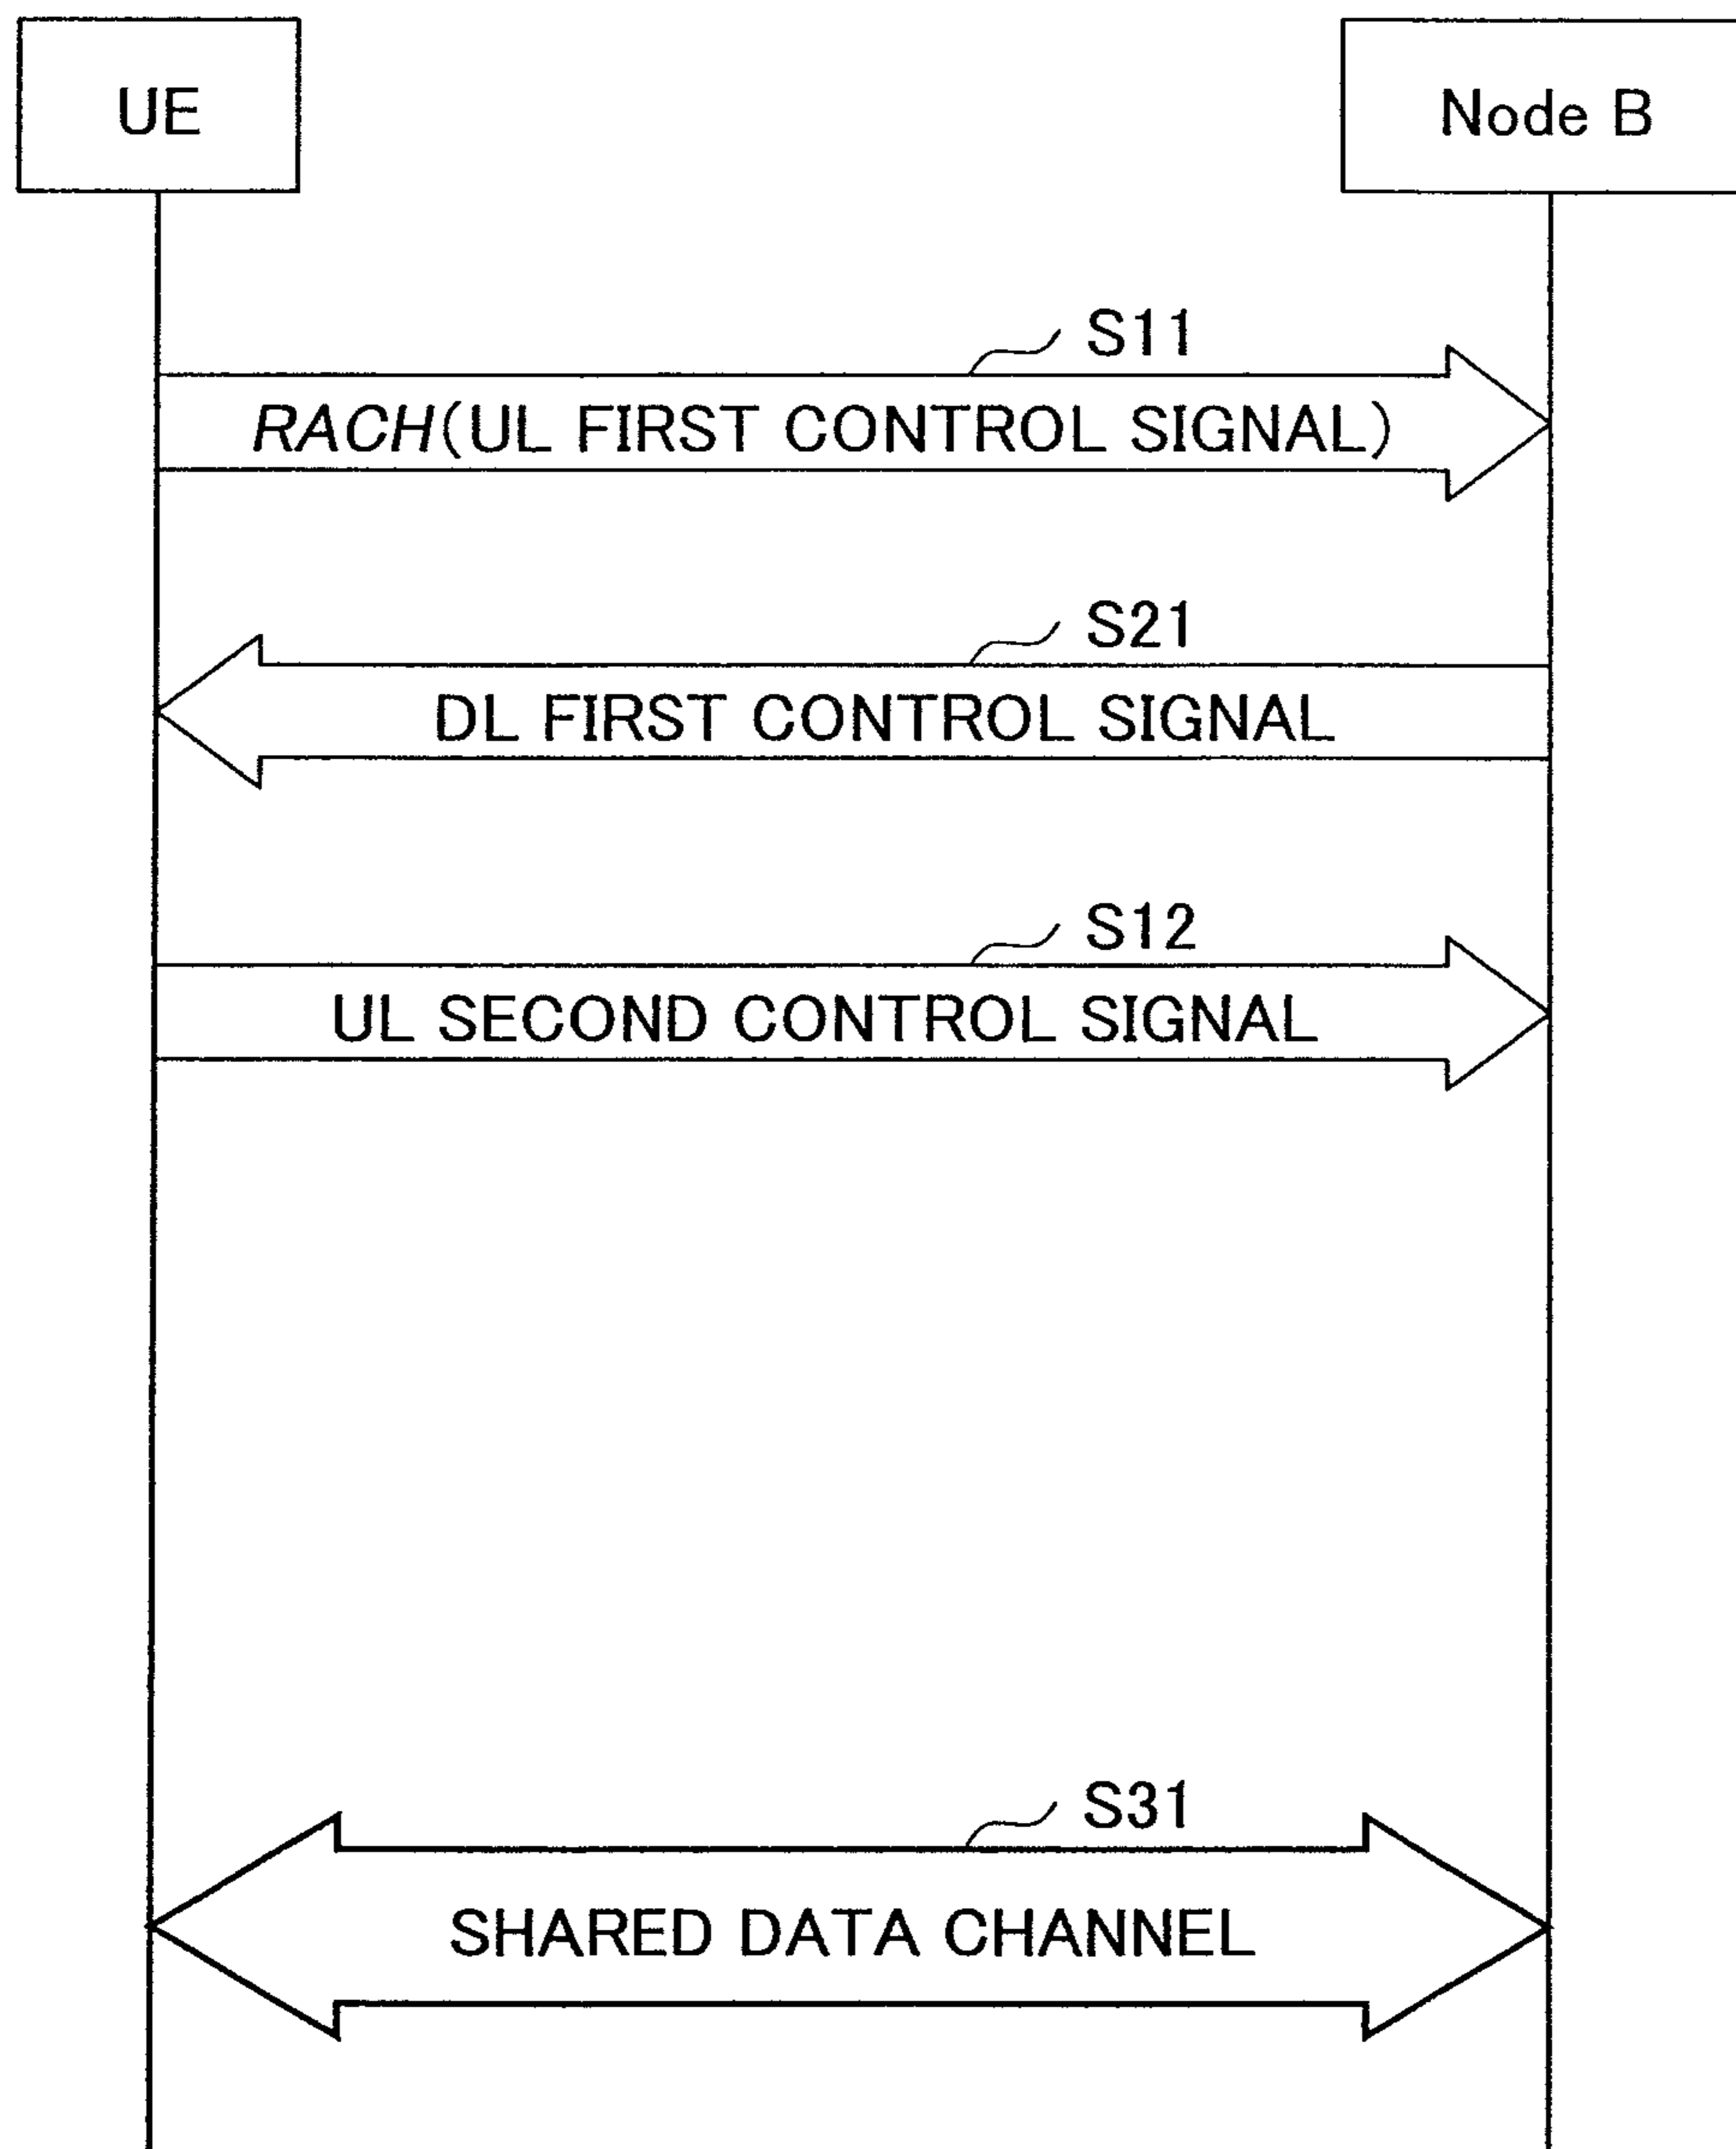 UE
Node B
S11
RACH(UL FIRST CONTROL SIGNAL)
S21
DL FIRST CONTROL SIGNAL
S12
UL SECOND CONTROL SIGNAL
S31
SHARED DATA CHANNEL